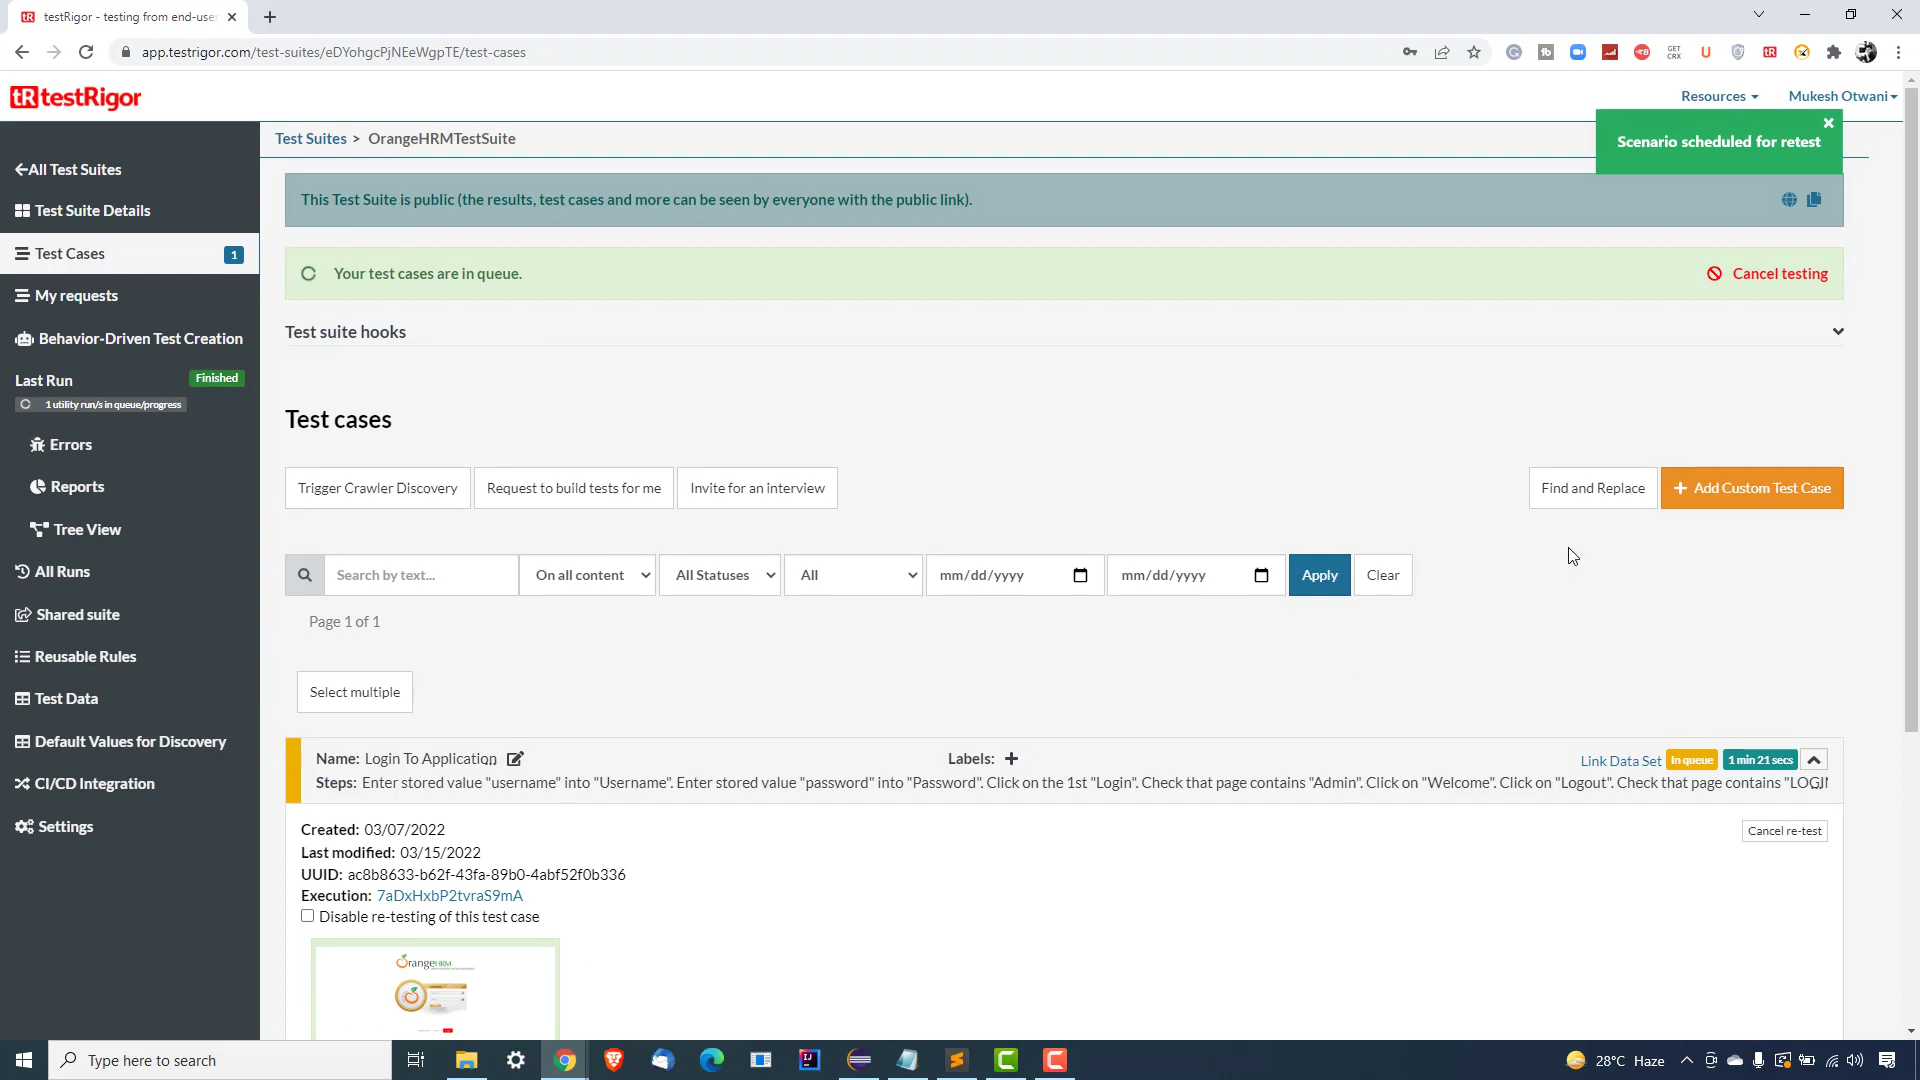 testRigor - testing from end-use
app.testrigor.com/test-suites/eDYohgcPjNEeWgpTE/test-cases
GET CRX
tR testRigor
Resources
Mukesh Otwani
Test Suites > OrangeHRMTestSuite
Scenario scheduled for retest
All Test Suites
Test Suite Details
Test Cases 1
My requests
Behavior-Driven Test Creation
Last Run Finished
1 utility run/s in queue/progress
Errors
Reports
Tree View
All Runs
Shared suite
Reusable Rules
Test Data
Default Values for Discovery
CI/CD Integration
Settings
This Test Suite is public (the results, test cases and more can be seen by everyone with the public link).
Your test cases are in queue.
Cancel testing
Test suite hooks
Test cases
Trigger Crawler Discovery
Request to build tests for me
Invite for an interview
Find and Replace
+ Add Custom Test Case
Search by text...
On all content
All Statuses
All
mm/dd/yyyy
mm/dd/yyyy
Apply
Clear
Page 1 of 1
Select multiple
Name: Login To Application
Labels: +
Link Data Set
In queue
1 min 21 secs
Steps: Enter stored value "username" into "Username". Enter stored value "password" into "Password". Click on the 1st "Login". Check that page contains "Admin". Click on "Welcome". Click on "Logout". Check that page contains "LOGIN
Created: 03/07/2022
Cancel re-test
Last modified: 03/15/2022
UUID: ac8b8633-b62f-43fa-89b0-4abf52f0b336
Execution: 7aDxHxbP2tvraS9mA
Disable re-testing of this test case
OrangeHRM
Type here to search
28°C Haze